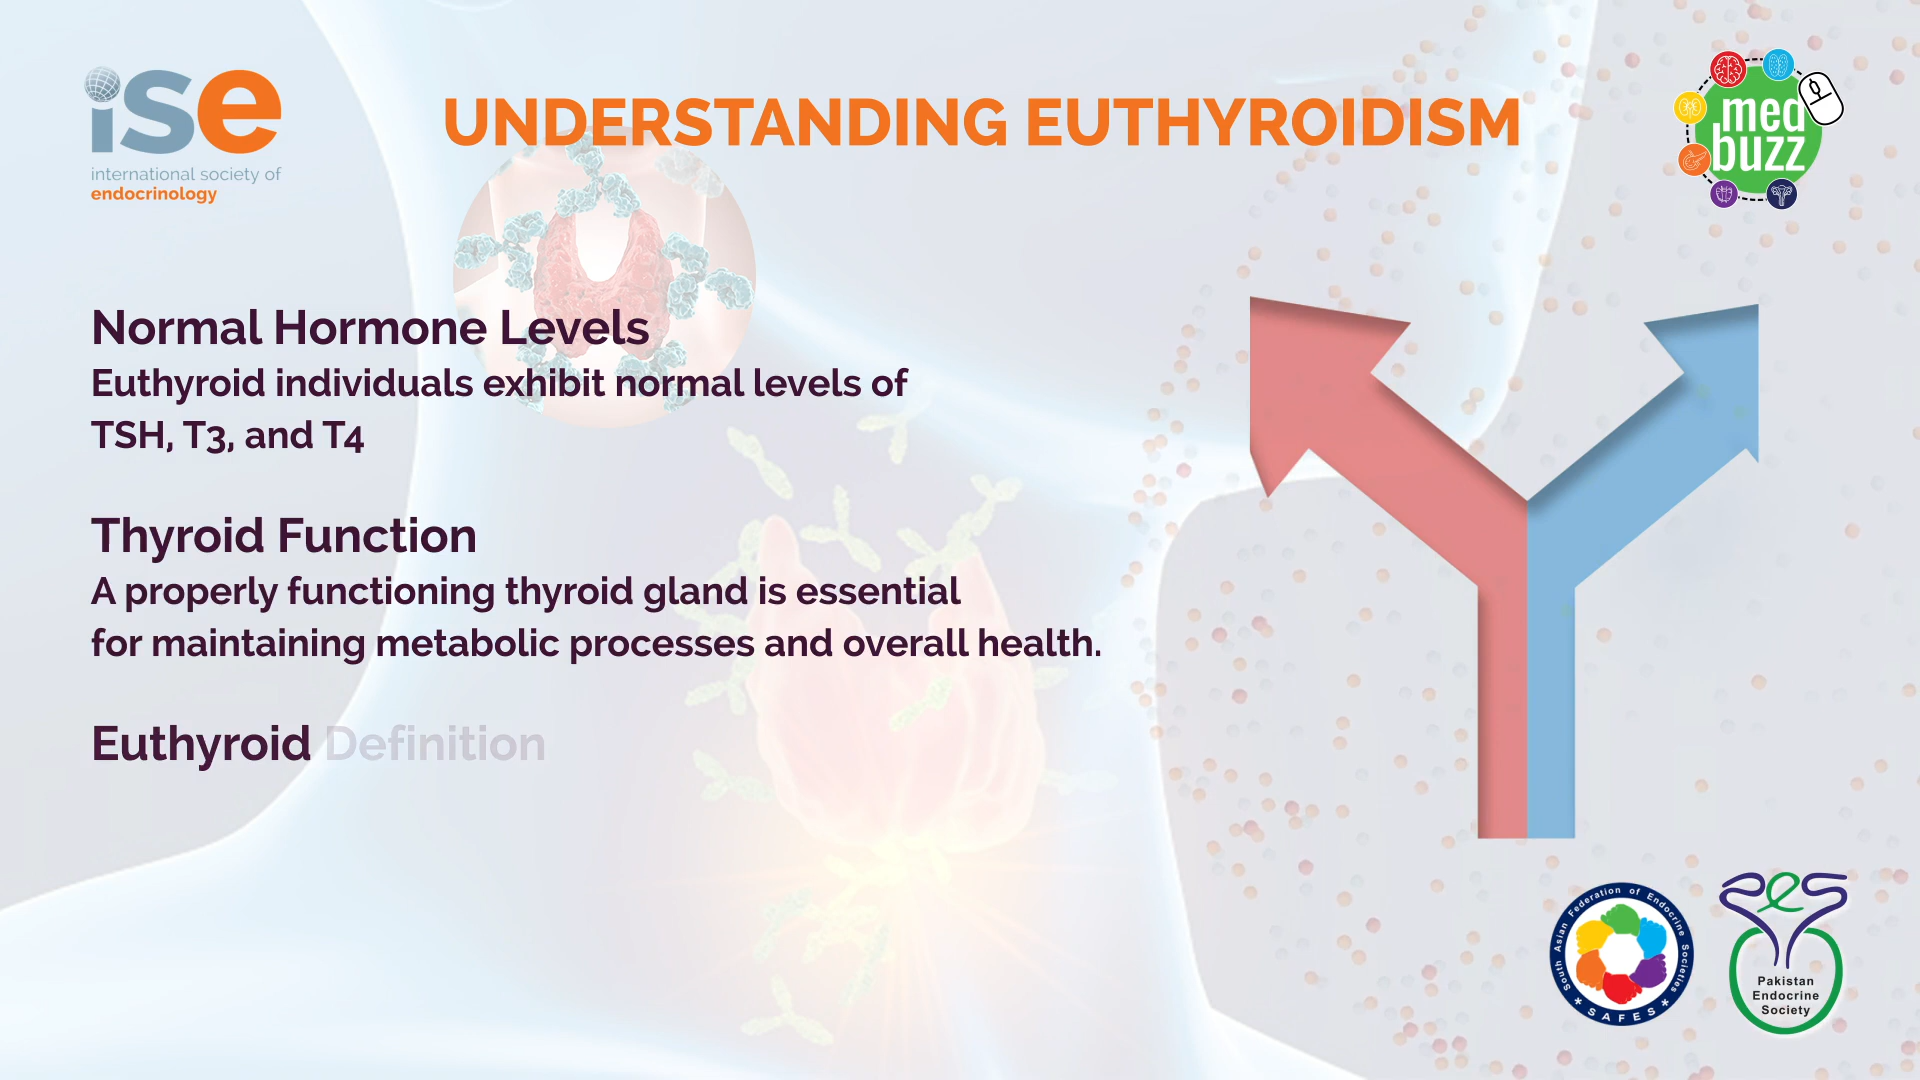 ise
international society of
endocrinology
UNDERSTANDING EUTHYROIDISM
med
buzz
Normal Hormone Levels
Euthyroid individuals exhibit normal levels of
TSH, T3, and T4
Thyroid Function
A properly functioning thyroid gland is essential
for maintaining metabolic processes and overall health.
Euthyroid Definition
South Asian Federation of Endocrine Societies
* SAFES *
PES
Pakistan
Endocrine
Society